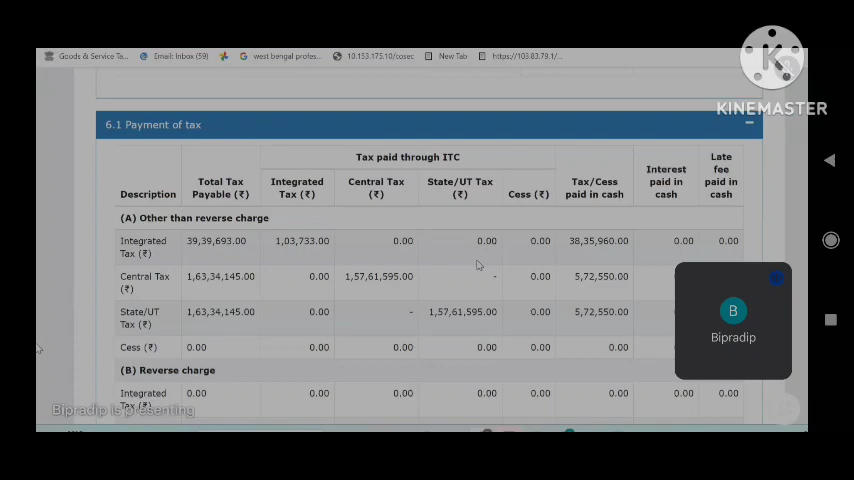 Goods & Service Ta... Email: Inbox (59) west bengal profes... 10.153.175.10/cosec New Tab https://103.83.79.1/...
KINEMASTER
6.1 Payment of tax
Tax paid through ITC
Description Total Tax Payable (₹) Integrated Tax (₹) Central Tax (₹) State/UT Tax (₹) Cess (₹) Tax/Cess paid in cash Interest paid in cash Late fee paid in cash
(A) Other than reverse charge
Integrated Tax (₹) 39,39,693.00 1,03,733.00 0.00 0.00 0.00 38,35,960.00 0.00 0.00
Central Tax (₹) 1,63,34,145.00 0.00 1,57,61,595.00 - 0.00 5,72,550.00
State/UT Tax (₹) 1,63,34,145.00 0.00 - 1,57,61,595.00 0.00 5,72,550.00
Cess (₹) 0.00 0.00 0.00 0.00 0.00 0.00
(B) Reverse charge
Integrated Tax (₹) 0.00 0.00 0.00 0.00 0.00 0.00 0.00 0.00
B
Bipradip
Bipradip is presenting